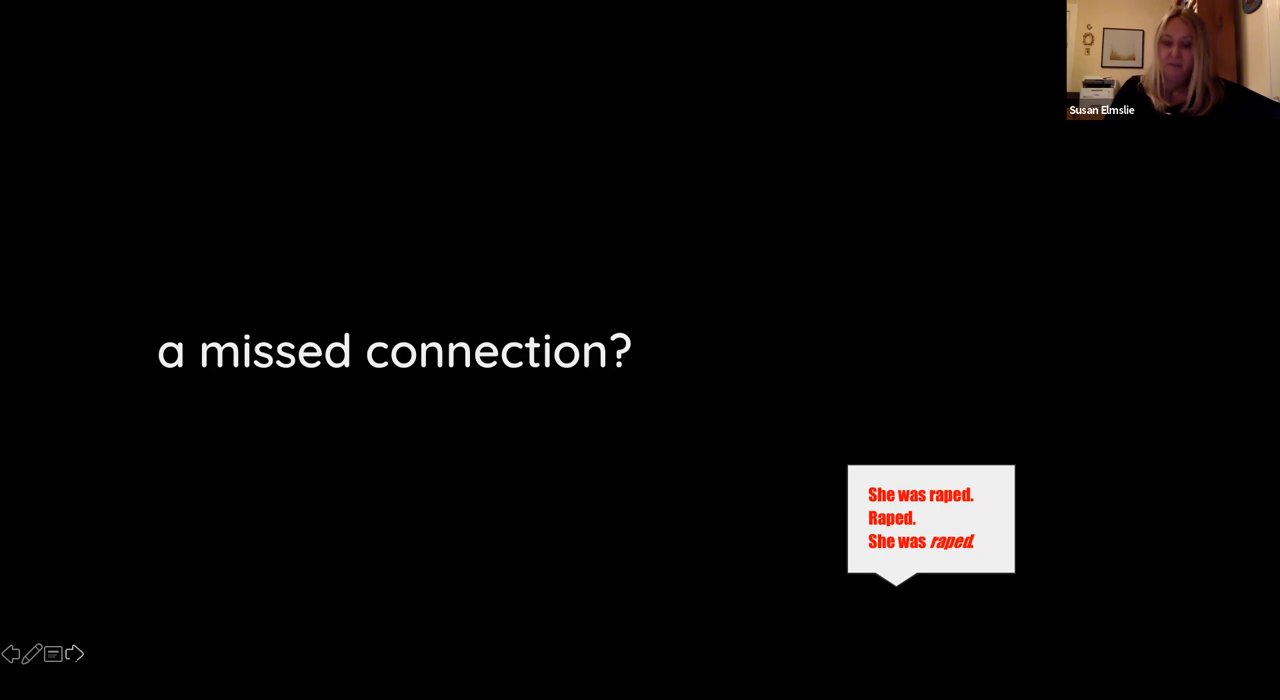 Susan Elmslie
a missed connection?
She was raped.
Raped.
She was raped.